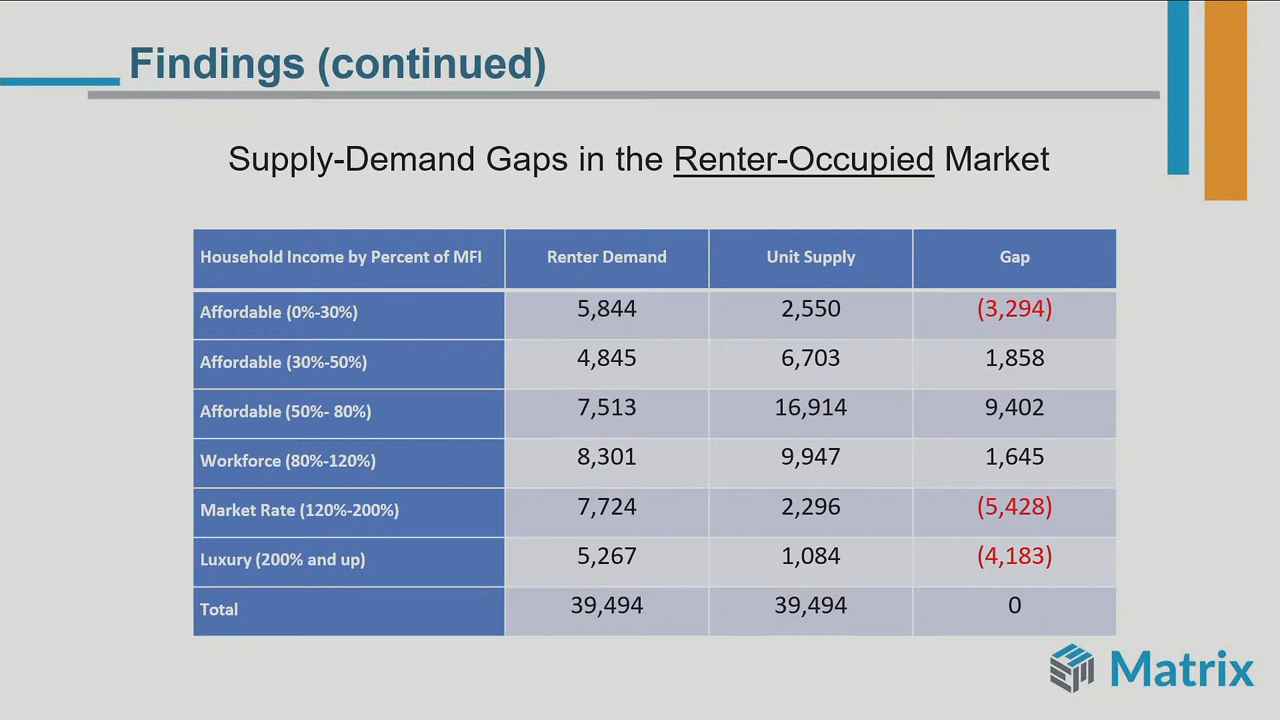 Findings (continued)
Supply-Demand Gaps in the Renter-Occupied Market
Household Income by Percent of MFI Renter Demand Unit Supply Gap
Affordable (0%-30%) 5,844 2,550 (3,294)
Affordable (30%-50%) 4,845 6,703 1,858
Affordable (50%- 80%) 7,513 16,914 9,402
Workforce (80%-120%) 8,301 9,947 1,645
Market Rate (120%-200%) 7,724 2,296 (5,428)
Luxury (200% and up) 5,267 1,084 (4,183)
Total 39,494 39,494 0
Matrix